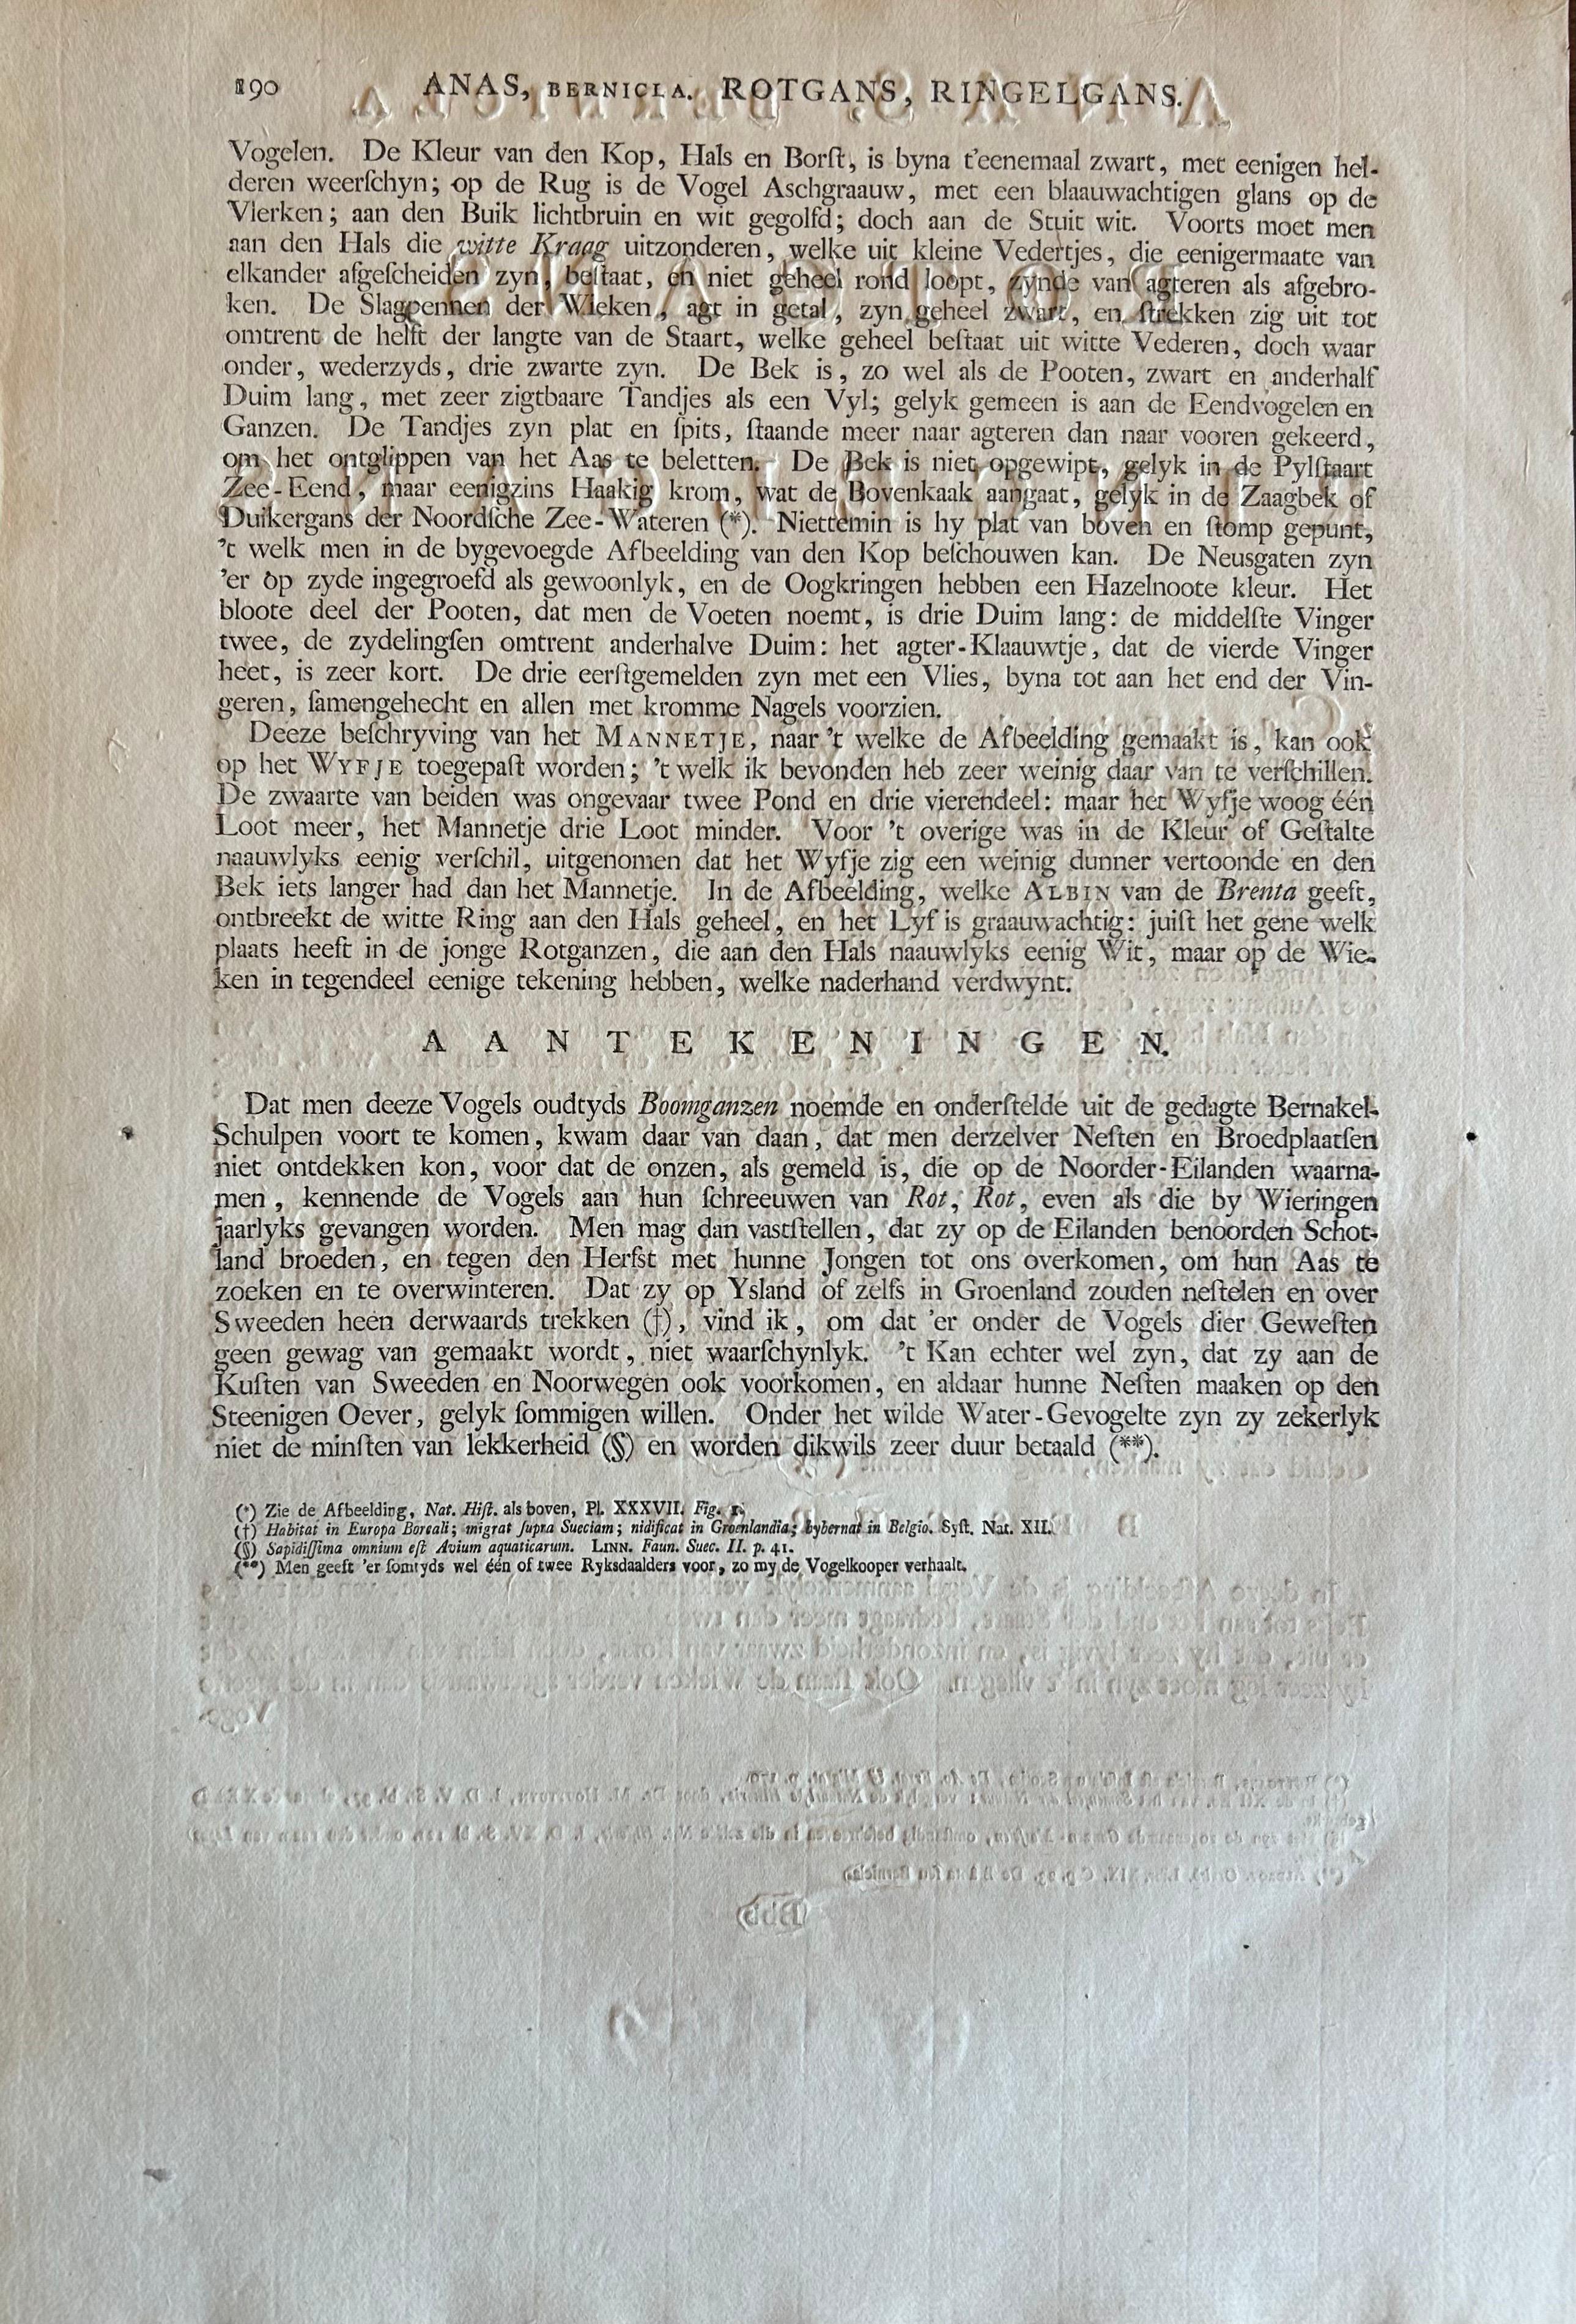 190 ANAS, BERNICLA. ROTGANS, RINGELGANS.
Vogelen. De Kleur van den Kop, Hals en Borſt, is byna t'eenemaal zwart, met eenigen hel-
deren weerſchyn; op de Rug is de Vogel Aschgraauw, met een blaauwachtigen glans op de
Vlerken; aan den Buik lichtbruin en wit gegolfd; doch aan de Stuit wit. Voorts moet men
aan den Hals die witte Kraag uitzonderen, welke uit kleine Vedertjes, die eenigermaate van
elkander afgeſcheiden zyn, beſtaat, en niet geheel rond loopt, zynde van agteren als afgebro-
ken. De Slagpennen der Wieken, agt in getal, zyn geheel zwart, en ſtrekken zig uit tot
omtrent de helft der langte van de Staart, welke geheel beſtaat uit witte Vederen, doch waar
onder, wederzyds, drie zwarte zyn. De Bek is, zo wel als de Pooten, zwart en anderhalf
Duim lang, met zeer zigtbaare Tandjes als een Vyl; gelyk gemeen is aan de Eendvogelen en
Ganzen. De Tandjes zyn plat en ſpits, ſtaande meer naar agteren dan naar vooren gekeerd,
om het ontglippen van het Aas te beletten. De Bek is niet opgewipt, gelyk in de Pylſtaart
Zee-Eend, maar eenigzins Haakig krom, wat de Bovenkaak aangaat, gelyk in de Zaagbek of
Duikergans der Noordſche Zee-Wateren (*). Niettemin is hy plat van boven en ſtomp gepunt,
't welk men in de bygevoegde Afbeelding van den Kop beſchouwen kan. De Neusgaten zyn
'er op zyde ingegroefd als gewoonlyk, en de Oogkringen hebben een Hazelnoote kleur. Het
bloote deel der Pooten, dat men de Voeten noemt, is drie Duim lang: de middelſte Vinger
twee, de zydelingſen omtrent anderhalve Duim: het agter-Klaauwtje, dat de vierde Vinger
heet, is zeer kort. De drie eerſtgemelden zyn met een Vlies, byna tot aan het end der Vin-
geren, ſamengehecht en allen met kromme Nagels voorzien.
Deeze beſchryving van het MANNETJE, naar 't welke de Afbeelding gemaakt is, kan ook
op het WYFJE toegepaſt worden; 't welk ik bevonden heb zeer weinig daar van te verſchillen.
De zwaarte van beiden was ongevaar twee Pond en drie vierendeel: maar het Wyfje woog één
Loot meer, het Mannetje drie Loot minder. Voor 't overige was in de Kleur of Geſtalte
naauwlyks eenig verſchil, uitgenomen dat het Wyfje zig een weinig dunner vertoonde en den
Bek iets langer had dan het Mannetje. In de Afbeelding, welke ALBIN van de Brenta geeft,
ontbreekt de witte Ring aan den Hals geheel, en het Lyf is graauwachtig: juiſt het gene welk
plaats heeft in de jonge Rotganzen, die aan den Hals naauwlyks eenig Wit, maar op de Wie-
ken in tegendeel eenige tekening hebben, welke naderhand verdwynt.
AANTEKENINGEN.
Dat men deeze Vogels oudtyds Boomganzen noemde en onderſtelde uit de gedagte Bernakel-
Schulpen voort te komen, kwam daar van daan, dat men derzelver Neſten en Broedplaatſen
niet ontdekken kon, voor dat de onzen, als gemeld is, die op de Noorder-Eilanden waarna-
men, kennende de Vogels aan hun ſchreeuwen van Rot, Rot, even als die by Wieringen
jaarlyks gevangen worden. Men mag dan vastſtellen, dat zy op de Eilanden benoorden Schot-
land broeden, en tegen den Herfst met hunne Jongen tot ons overkomen, om hun Aas te
zoeken en te overwinteren. Dat zy op Ysland of zelfs in Groenland zouden neſtelen en over
Sweeden heen derwaards trekken (†), vind ik, om dat 'er onder de Vogels dier Geweſten
geen gewag van gemaakt wordt, niet waarſchynlyk. 't Kan echter wel zyn, dat zy aan de
Kuſten van Sweeden en Noorwegen ook voorkomen, en aldaar hunne Neſten maaken op den
Steenigen Oever, gelyk ſommigen willen. Onder het wilde Water-Gevogelte zyn zy zekerlyk
niet de minſten van lekkerheid (§) en worden dikwils zeer duur betaald (**).
(*) Zie de Afbeelding, Nat. Hiſt. als boven, Pl. XXXVII. Fig. 1.
(†) Habitat in Europa Boreali; migrat ſupra Sueciam; nidificat in Groenlandia; hybernat in Belgio. Syſt. Nat. XII.
(§) Sapidiſſima omnium eſt Avium aquaticarum. LINN. Faun. Suec. II. p. 41.
(**) Men geeft 'er ſomtyds wel één of twee Ryksdaalders voor, zo my de Vogelkooper verhaalt.